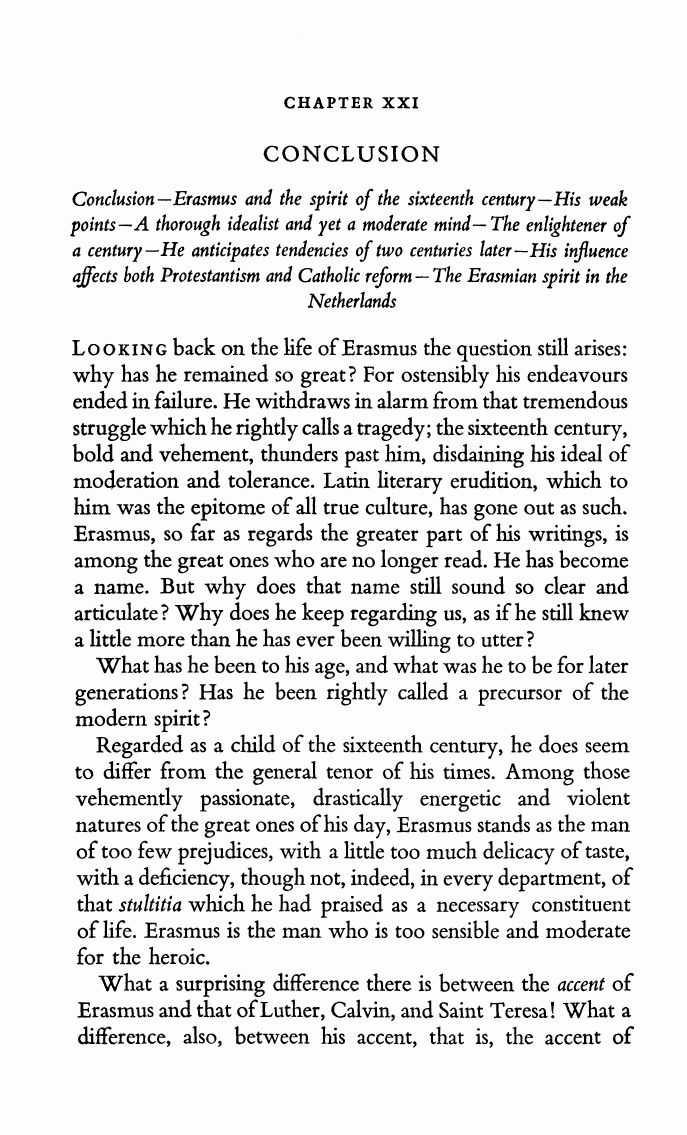 CHAPTER XXI
CONCLUSION
Conclusion—Erasmus and the spirit of the sixteenth century—His weak
points—A thorough idealist and yet a moderate mind—The enlightener of
a century—He anticipates tendencies of two centuries later—His influence
affects both Protestantism and Catholic reform—The Erasmian spirit in the
Netherlands
LOOKING back on the life of Erasmus the question still arises:
why has he remained so great? For ostensibly his endeavours
ended in failure. He withdraws in alarm from that tremendous
struggle which he rightly calls a tragedy; the sixteenth century,
bold and vehement, thunders past him, disdaining his ideal of
moderation and tolerance. Latin literary erudition, which to
him was the epitome of all true culture, has gone out as such.
Erasmus, so far as regards the greater part of his writings, is
among the great ones who are no longer read. He has become
a name. But why does that name still sound so clear and
articulate? Why does he keep regarding us, as if he still knew
a little more than he has ever been willing to utter?
What has he been to his age, and what was he to be for later
generations? Has he been rightly called a precursor of the
modern spirit?
Regarded as a child of the sixteenth century, he does seem
to differ from the general tenor of his times. Among those
vehemently passionate, drastically energetic and violent
natures of the great ones of his day, Erasmus stands as the man
of too few prejudices, with a little too much delicacy of taste,
with a deficiency, though not, indeed, in every department, of
that stultitia which he had praised as a necessary constituent
of life. Erasmus is the man who is too sensible and moderate
for the heroic.
What a surprising difference there is between the accent of
Erasmus and that of Luther, Calvin, and Saint Teresa! What a
difference, also, between his accent, that is, the accent of